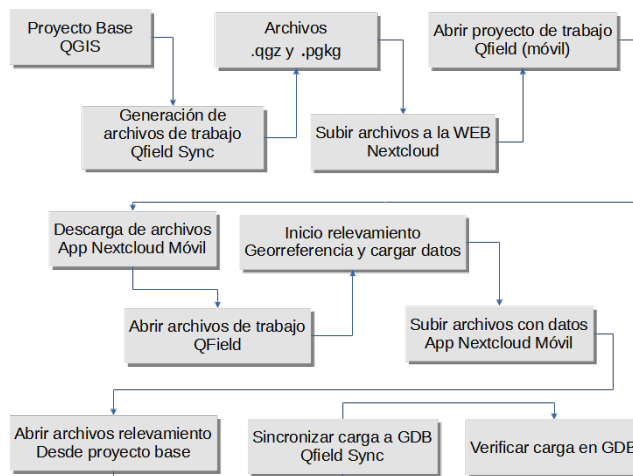 Proyecto Base
QGIS
Archivos
.qgz y .pgkg
Abrir proyecto de trabajo
Qfield (móvil)
Generación de
archivos de trabajo
Qfield Sync
Subir archivos a la WEB
Nextcloud
Descarga de archivos
App Nextcloud Móvil
Inicio relevamiento
Georreferencia y cargar datos
Abrir archivos de trabajo
QField
Subir archivos con datos
App Nextcloud Móvil
Abrir archivos relevamiento
Desde proyecto base
Sincronizar carga a GDB
Qfield Sync
Verificar carga en GDB